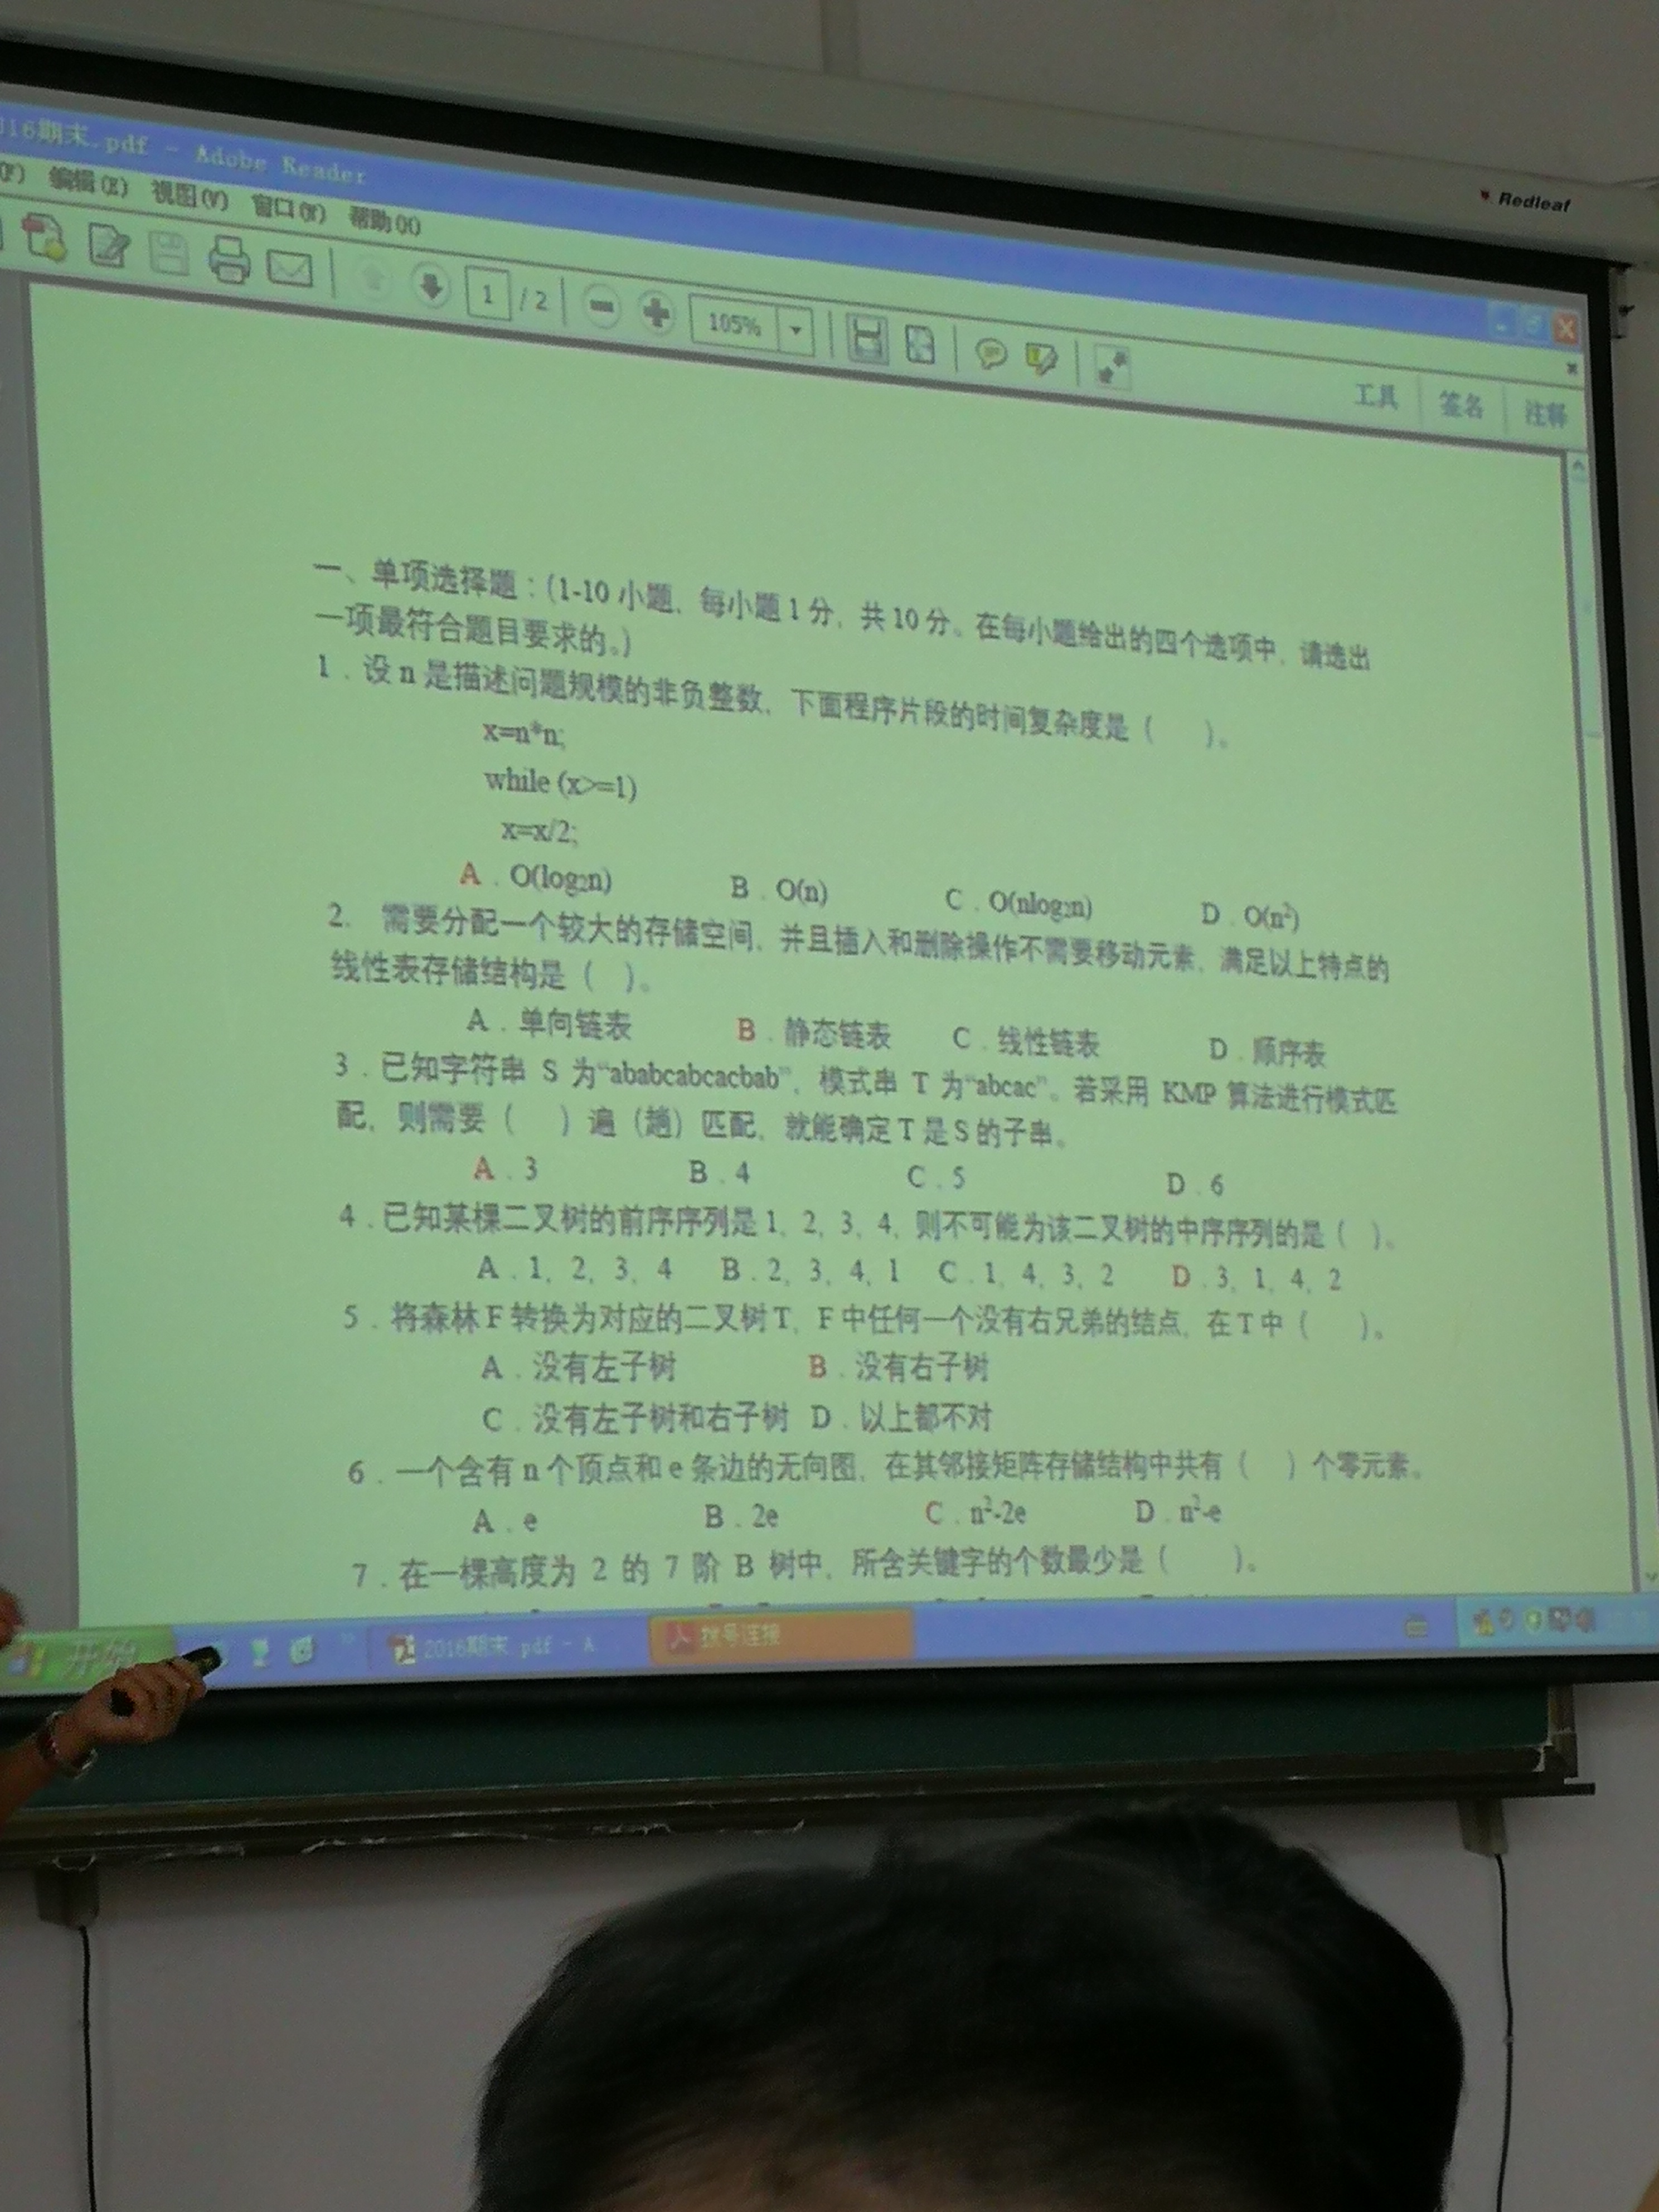 16期末.pdf - Adobe Reader
(F) 编辑(E) 视图(V) 窗口(W) 帮助(H)
Redleaf
1 / 2
105%
工具 签名 注释
一、单项选择题:(1-10 小题,每小题 1 分,共 10 分。在每小题给出的四个选项中,请选出
一项最符合题目要求的。)
1.设 n 是描述问题规模的非负整数,下面程序片段的时间复杂度是( )。
x=n*n;
while (x>=1)
x=x/2;
A.O(log₂n) B.O(n) C.O(nlog₂n) D.O(n²)
2. 需要分配一个较大的存储空间,并且插入和删除操作不需要移动元素,满足以上特点的
线性表存储结构是( )。
A.单向链表 B.静态链表 C.线性链表 D.顺序表
3.已知字符串 S 为“ababcabcacbab”,模式串 T 为“abcac”。若采用 KMP 算法进行模式匹
配,则需要( )遍(趟)匹配,就能确定 T 是 S 的子串。
A.3 B.4 C.5 D.6
4.已知某棵二叉树的前序序列是 1,2,3,4,则不可能为该二叉树的中序序列的是( )。
A.1,2,3,4 B.2,3,4,1 C.1,4,3,2 D.3,1,4,2
5.将森林 F 转换为对应的二叉树 T,F 中任何一个没有右兄弟的结点,在 T 中( )。
A.没有左子树 B.没有右子树
C.没有左子树和右子树 D.以上都不对
6.一个含有 n 个顶点和 e 条边的无向图,在其邻接矩阵存储结构中共有( )个零元素。
A.e B.2e C.n²-2e D.n²-e
7.在一棵高度为 2 的 7 阶 B 树中,所含关键字的个数最少是( )。
开始 2016期末.pdf - A 拨号连接